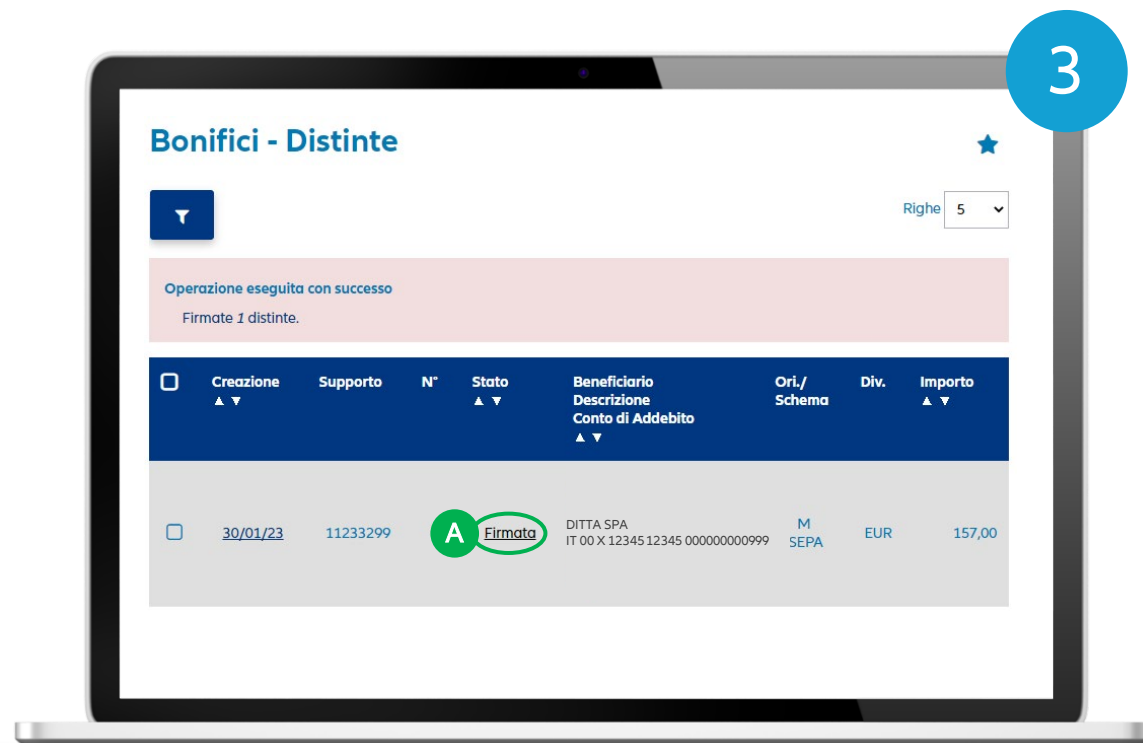 3
Bonifici - Distinte
Righe 5
Operazione eseguita con successo
Firmate 1 distinte.
Creazione Supporto N° Stato Beneficiario Ori./ Div. Importo
▲ ▼ ▲ ▼ Descrizione Schema ▲ ▼
Conto di Addebito
▲ ▼
30/01/23 11233299 A Firmata DITTA SPA M EUR 157,00
IT 00 X 1234512345 000000000999 SEPA